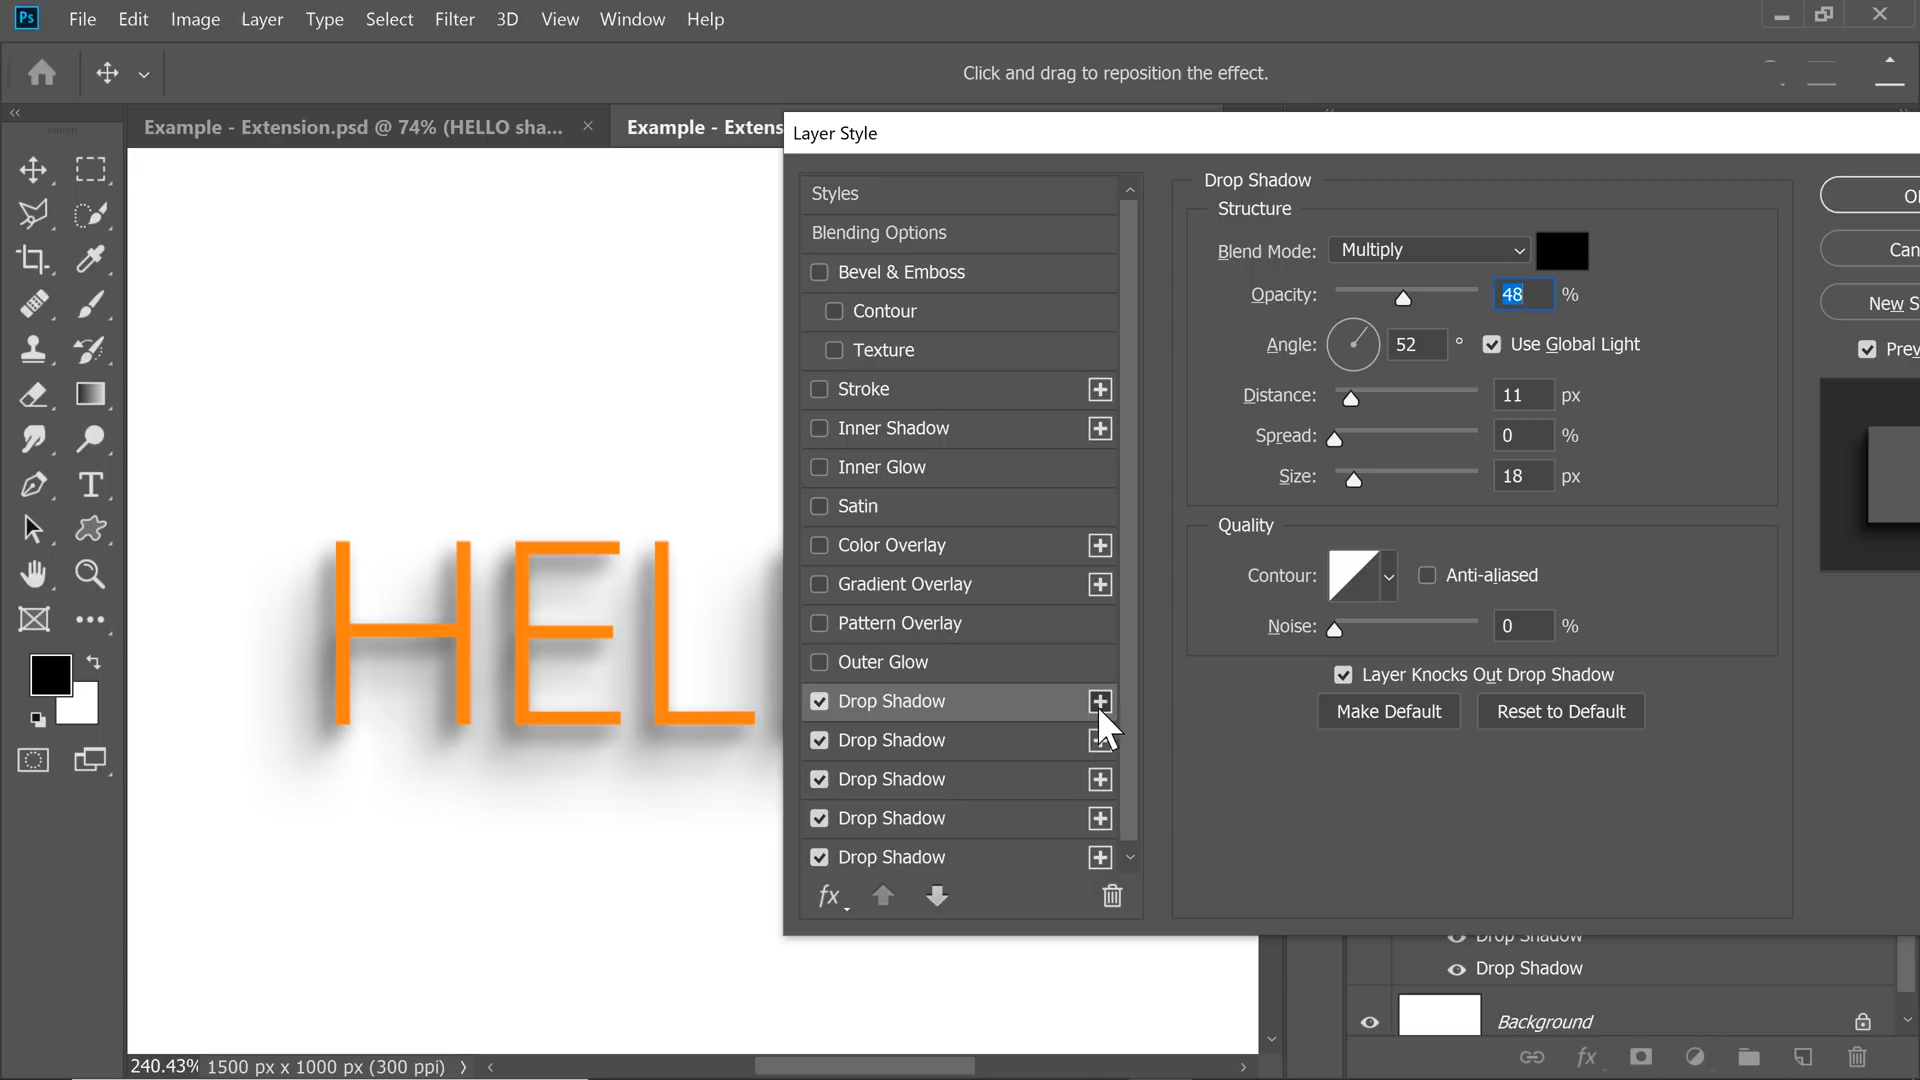 Ps File Edit Image Layer Type Select Filter 3D View Window Help
Click and drag to reposition the effect.
Example - Extension.psd @ 74% (HELLO sha... × Example - Extens
Layer Style
Styles
Blending Options
Bevel & Emboss
Contour
Texture
Stroke
Inner Shadow
Inner Glow
Satin
Color Overlay
Gradient Overlay
Pattern Overlay
Outer Glow
Drop Shadow
Drop Shadow
Drop Shadow
Drop Shadow
Drop Shadow
fx
Drop Shadow
Structure
Blend Mode: Multiply
Opacity: 48 %
Angle: 52 ° Use Global Light
Distance: 11 px
Spread: 0 %
Size: 18 px
Quality
Contour: Anti-aliased
Noise: 0 %
Layer Knocks Out Drop Shadow
Make Default Reset to Default
Can
New S
Prev
HEL
Drop Shadow
Drop Shadow
Background
fx
240.43% 1500 px x 1000 px (300 ppi)